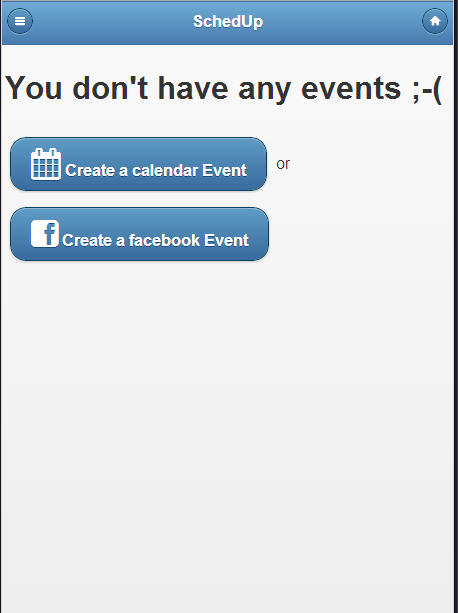 SchedUp
You don't have any events ;-(
Create a calendar Event or
Create a facebook Event